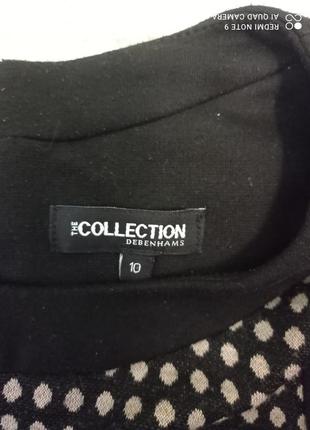 REDMI NOTE 9
AI QUAD CAMERA
THE COLLECTION
DEBENHAMS
10